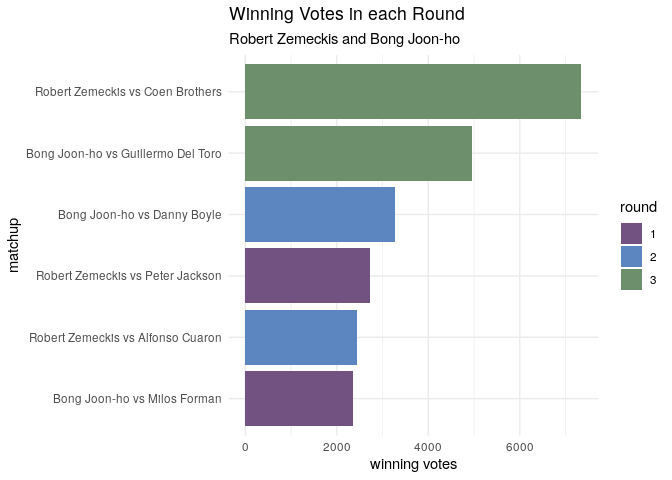 Winning Votes in each Round
Robert Zemeckis and Bong Joon-ho
matchup
Robert Zemeckis vs Coen Brothers
Bong Joon-ho vs Guillermo Del Toro
Bong Joon-ho vs Danny Boyle
Robert Zemeckis vs Peter Jackson
Robert Zemeckis vs Alfonso Cuaron
Bong Joon-ho vs Milos Forman
0 2000 4000 6000
winning votes
round
1
2
3